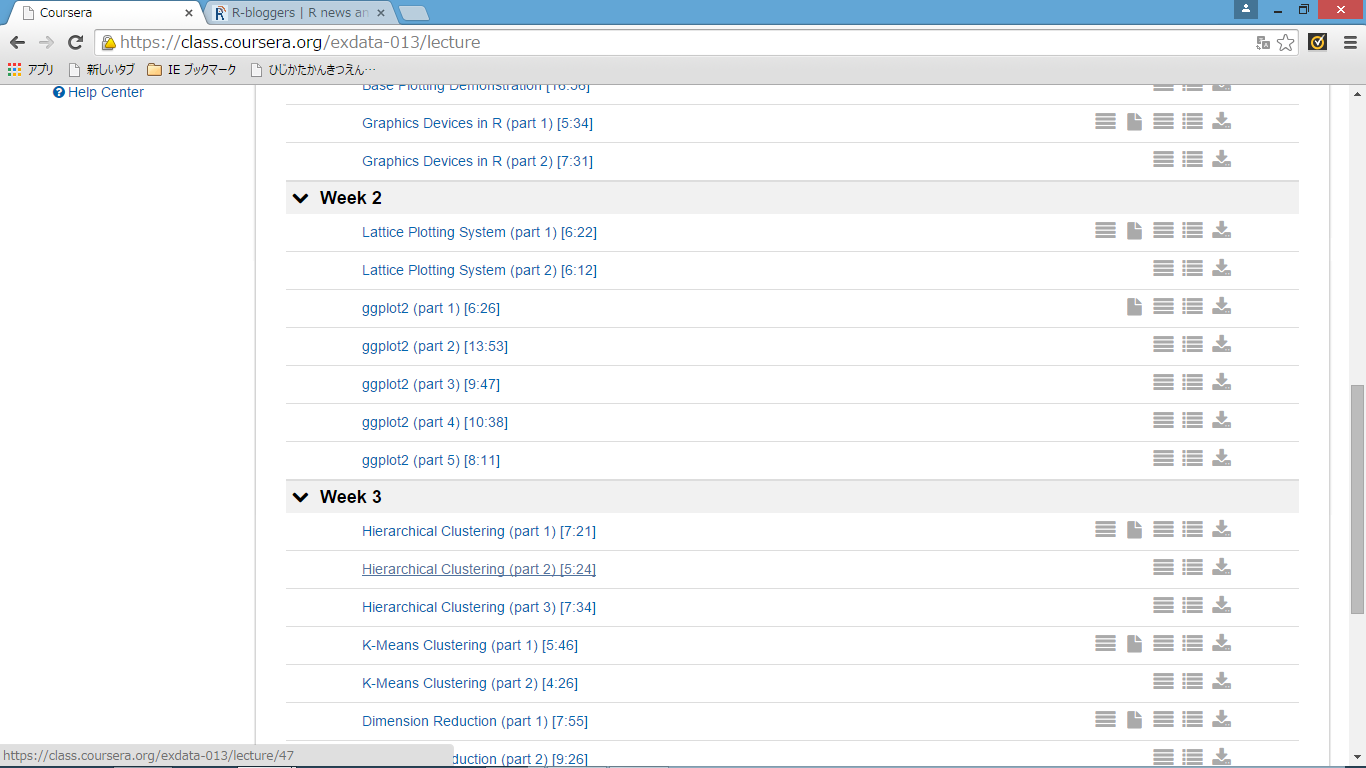 Coursera
R-bloggers | R news an
https://class.coursera.org/exdata-013/lecture
アプリ 新しいタブ IE ブックマーク ひじかたかんきつえん…
Help Center
Base Plotting Demonstration [16:56]
Graphics Devices in R (part 1) [5:34]
Graphics Devices in R (part 2) [7:31]
Week 2
Lattice Plotting System (part 1) [6:22]
Lattice Plotting System (part 2) [6:12]
ggplot2 (part 1) [6:26]
ggplot2 (part 2) [13:53]
ggplot2 (part 3) [9:47]
ggplot2 (part 4) [10:38]
ggplot2 (part 5) [8:11]
Week 3
Hierarchical Clustering (part 1) [7:21]
Hierarchical Clustering (part 2) [5:24]
Hierarchical Clustering (part 3) [7:34]
K-Means Clustering (part 1) [5:46]
K-Means Clustering (part 2) [4:26]
Dimension Reduction (part 1) [7:55]
duction (part 2) [9:26]
https://class.coursera.org/exdata-013/lecture/47